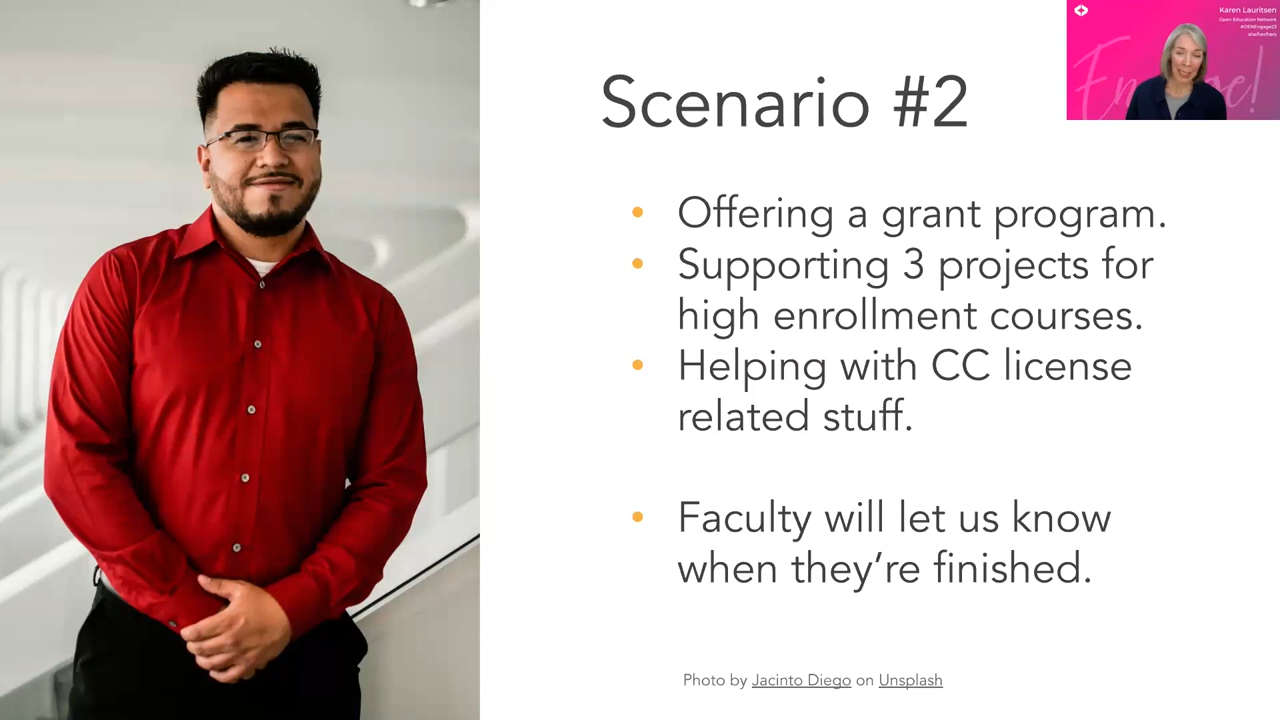 Karen Lauritsen
Open Education Network
#OENEngage23
she/her/hers
Engage!
Scenario #2
• Offering a grant program.
• Supporting 3 projects for
high enrollment courses.
• Helping with CC license
related stuff.
• Faculty will let us know
when they’re finished.
Photo by Jacinto Diego on Unsplash